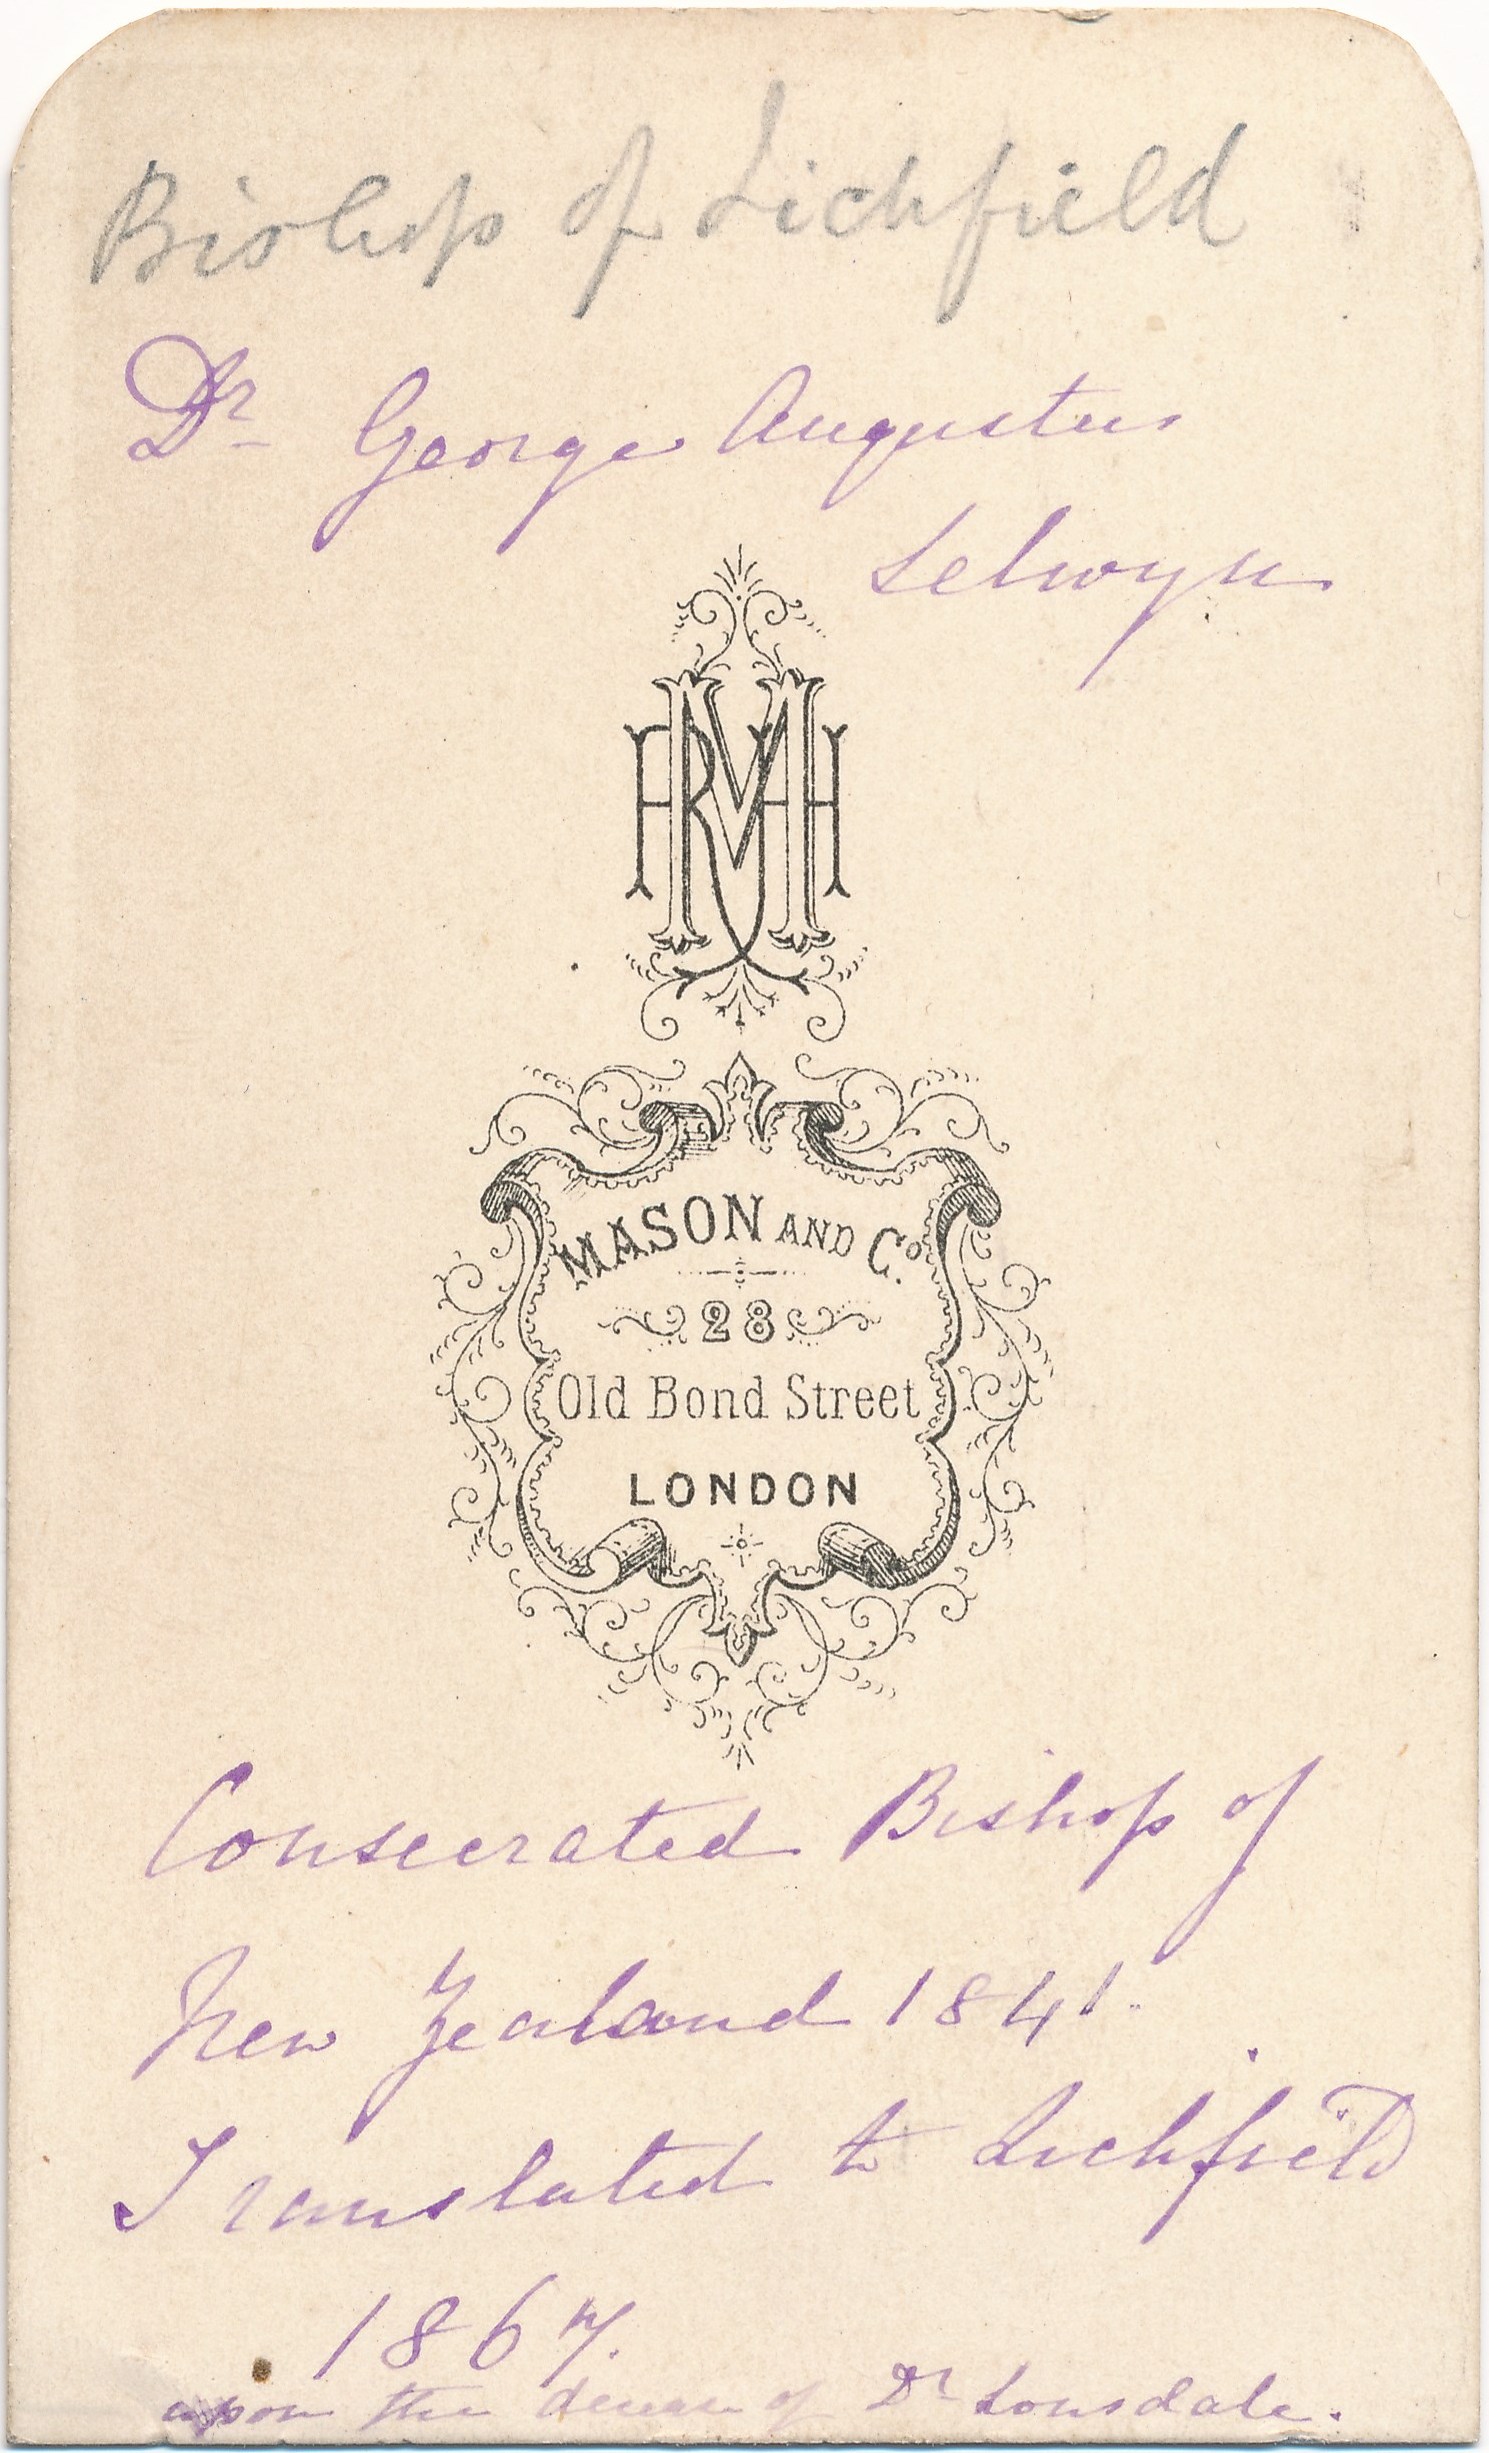 Bishop of Lichfield
Dr George Augustus
Selwyn
MASON AND Co.
28
Old Bond Street
LONDON
Consecrated Bishop of
New Zealand 1841.
Translated to Lichfield
1867.
upon the decease of Dr Lonsdale.